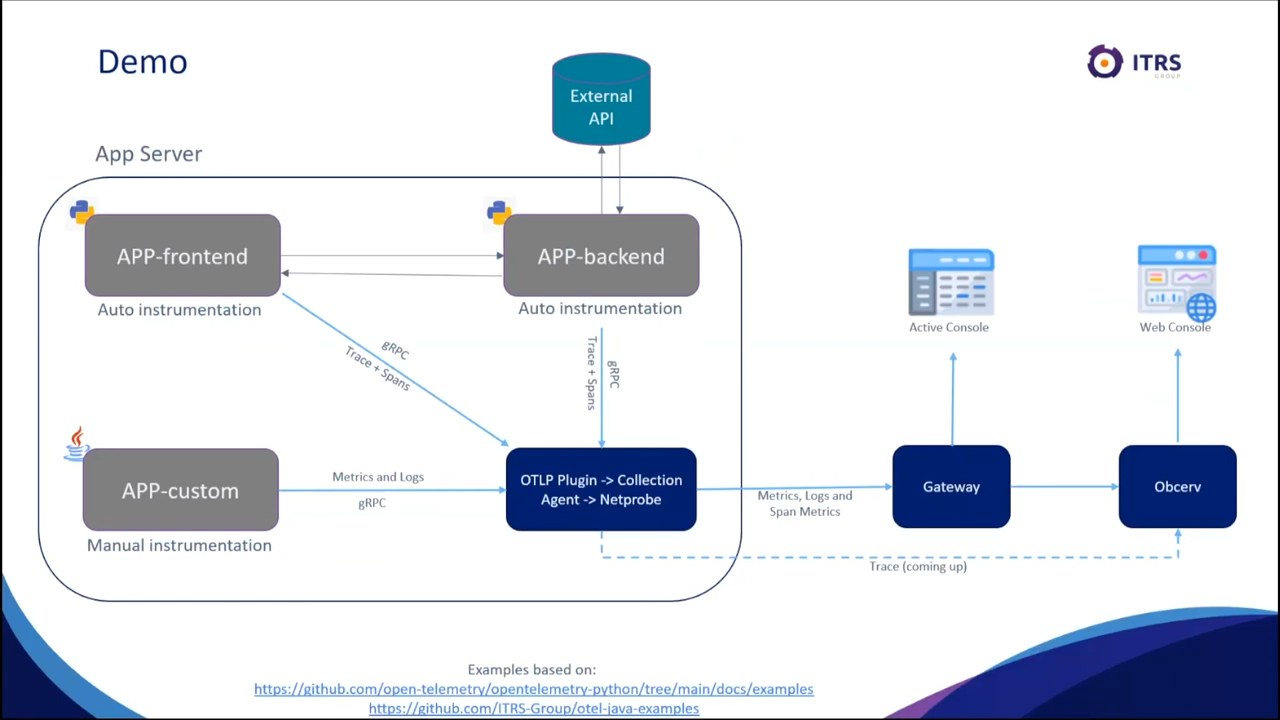 Demo
ITRS
GROUP
External
API
App Server
APP-frontend
APP-backend
Auto instrumentation
Auto instrumentation
Active Console
Web Console
gRPC
Trace + Spans
gRPC
Trace + Spans
APP-custom
Metrics and Logs
gRPC
OTLP Plugin -> Collection
Agent -> Netprobe
Metrics, Logs and
Span Metrics
Gateway
Obcerv
Manual instrumentation
Trace (coming up)
Examples based on:
https://github.com/open-telemetry/opentelemetry-python/tree/main/docs/examples
https://github.com/ITRS-Group/otel-java-examples